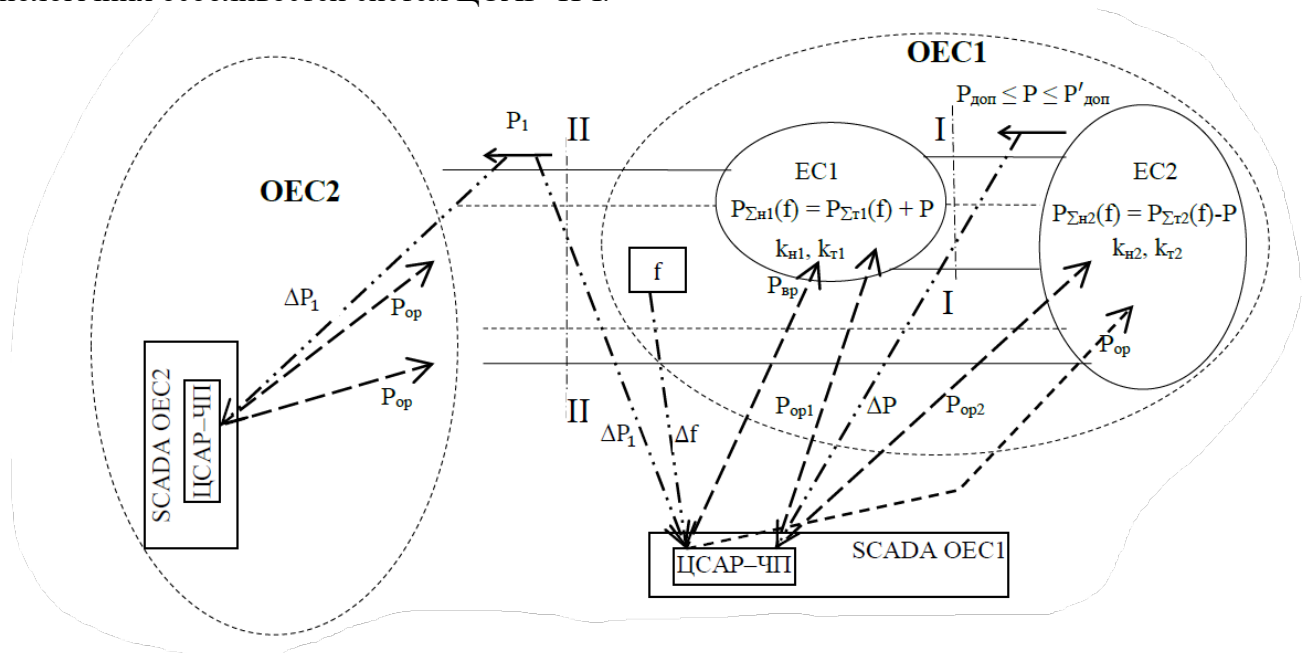 ОЕС1
P₁
II
I
Pдоп ≤ P ≤ P′доп
ОЕС2
ЕС1
PΣн1(f) = PΣт1(f) + P
kн1, kт1
ЕС2
PΣн2(f) = PΣт2(f)-P
kн2, kт2
f
Pвр
ΔP₁
Pор
Pор
I
Pор
II
ΔP₁
Δf
Pор1
ΔP
Pор2
SCADA ОЕС2
ЦСАР–ЧП
SCADA ОЕС1
ЦСАР–ЧП